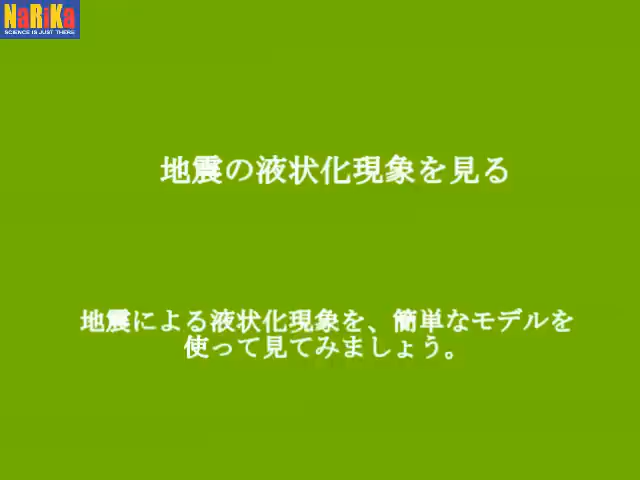 NaRiKa
SCIENCE IS JUST THERE
地震の液状化現象を見る
地震による液状化現象を、簡単なモデルを
使って見てみましょう。